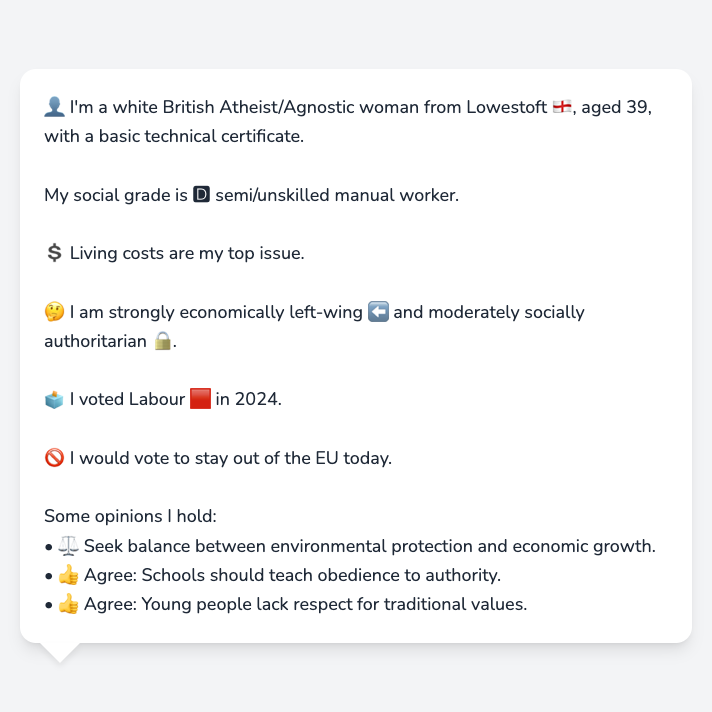 👤 I'm a white British Atheist/Agnostic woman from Lowestoft 🏴󠁧󠁢󠁥󠁮󠁧󠁿, aged 39,
with a basic technical certificate.
My social grade is 🅳 semi/unskilled manual worker.
💲 Living costs are my top issue.
🤔 I am strongly economically left-wing ⬅️ and moderately socially
authoritarian 🔒.
🗳️ I voted Labour 🟥 in 2024.
🚫 I would vote to stay out of the EU today.
Some opinions I hold:
• ⚖️ Seek balance between environmental protection and economic growth.
• 👍 Agree: Schools should teach obedience to authority.
• 👍 Agree: Young people lack respect for traditional values.